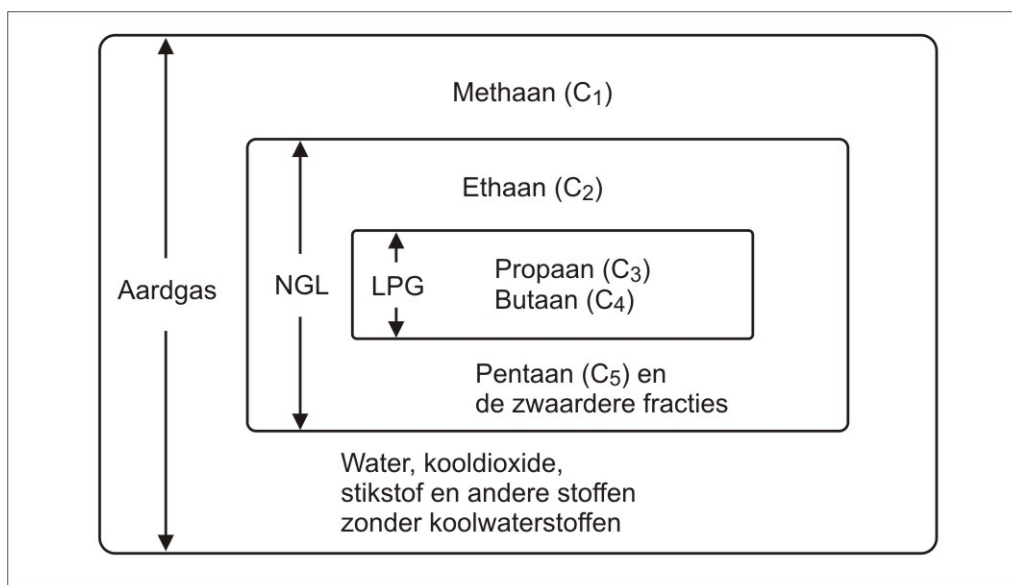 Methaan (C₁)
Ethaan (C₂)
Aardgas
NGL
LPG
Propaan (C₃)
Butaan (C₄)
Pentaan (C₅) en
de zwaardere fracties
Water, kooldioxide,
stikstof en andere stoffen
zonder koolwaterstoffen